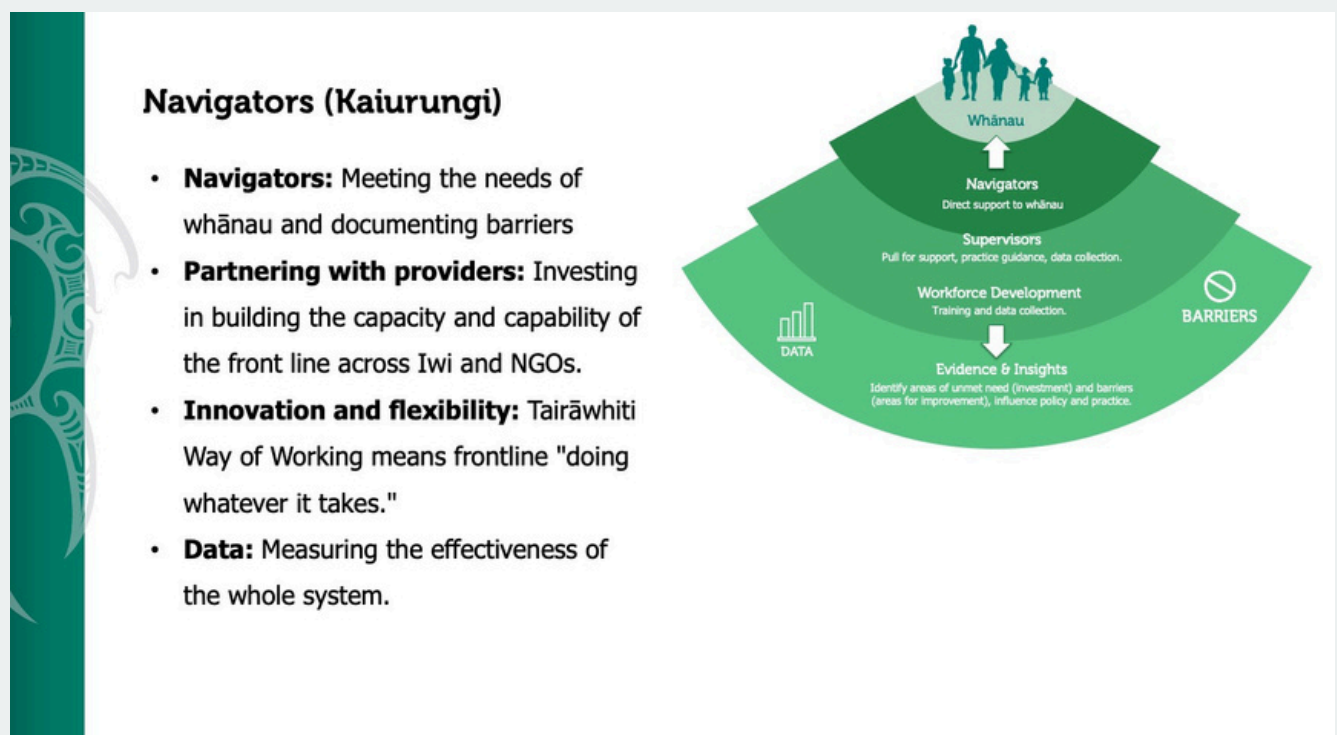 Navigators (Kaiurungi)
• Navigators: Meeting the needs of
whānau and documenting barriers
• Partnering with providers: Investing
in building the capacity and capability of
the front line across Iwi and NGOs.
• Innovation and flexibility: Tairāwhiti
Way of Working means frontline "doing
whatever it takes."
• Data: Measuring the effectiveness of
the whole system.
Whānau
Navigators
Direct support to whānau
Supervisors
Pull for support, practice guidance, data collection.
Workforce Development
Training and data collection.
DATA
BARRIERS
Evidence & Insights
Identify areas of unmet need (investment) and barriers
(areas for improvement), influence policy and practice.